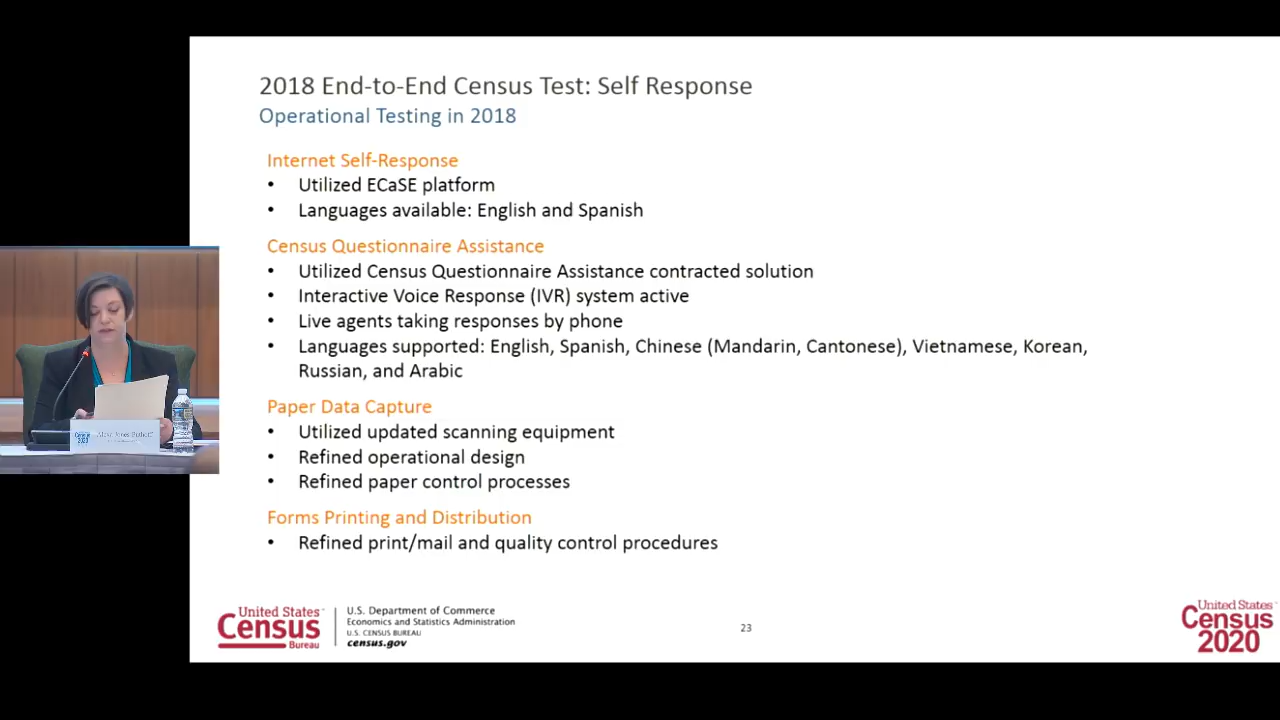 2018 End-to-End Census Test: Self Response
Operational Testing in 2018
Internet Self-Response
• Utilized ECaSE platform
• Languages available: English and Spanish
Census Questionnaire Assistance
• Utilized Census Questionnaire Assistance contracted solution
• Interactive Voice Response (IVR) system active
• Live agents taking responses by phone
• Languages supported: English, Spanish, Chinese (Mandarin, Cantonese), Vietnamese, Korean,
Russian, and Arabic
Paper Data Capture
• Utilized updated scanning equipment
• Refined operational design
• Refined paper control processes
Forms Printing and Distribution
• Refined print/mail and quality control procedures
United States™
Census
Bureau
U.S. Department of Commerce
Economics and Statistics Administration
U.S. CENSUS BUREAU
census.gov
23
United States™
Census
2020
Census
2020
Jones